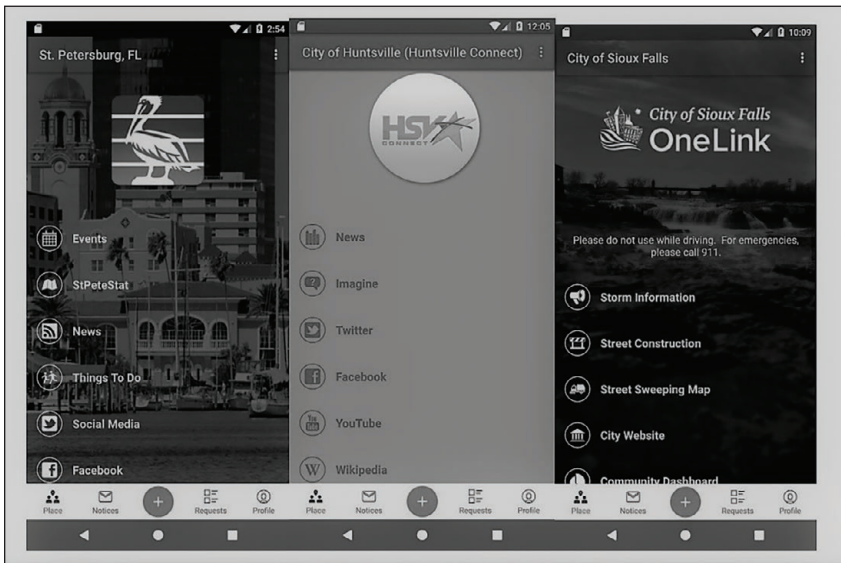 2:54
St. Petersburg, FL
Events
StPeteStat
News
Things To Do
Social Media
Facebook
Place
Notices
Requests
Profile
12:05
City of Huntsville (Huntsville Connect)
HSV
CONNECT
News
Imagine
Twitter
Facebook
YouTube
Wikipedia
Place
Notices
Requests
Profile
10:09
City of Sioux Falls
City of Sioux Falls
OneLink
Please do not use while driving. For emergencies,
please call 911.
Storm Information
Street Construction
Street Sweeping Map
City Website
Community Dashboard
Place
Notices
Requests
Profile